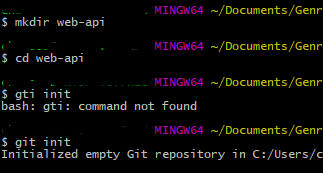 MINGW64 ~/Documents/Genr
$ mkdir web-api
MINGW64 ~/Documents/Genr
$ cd web-api
MINGW64 ~/Documents/Genr
$ gti init
bash: gti: command not found
MINGW64 ~/Documents/Genr
$ git init
Initialized empty Git repository in C:/Users/c